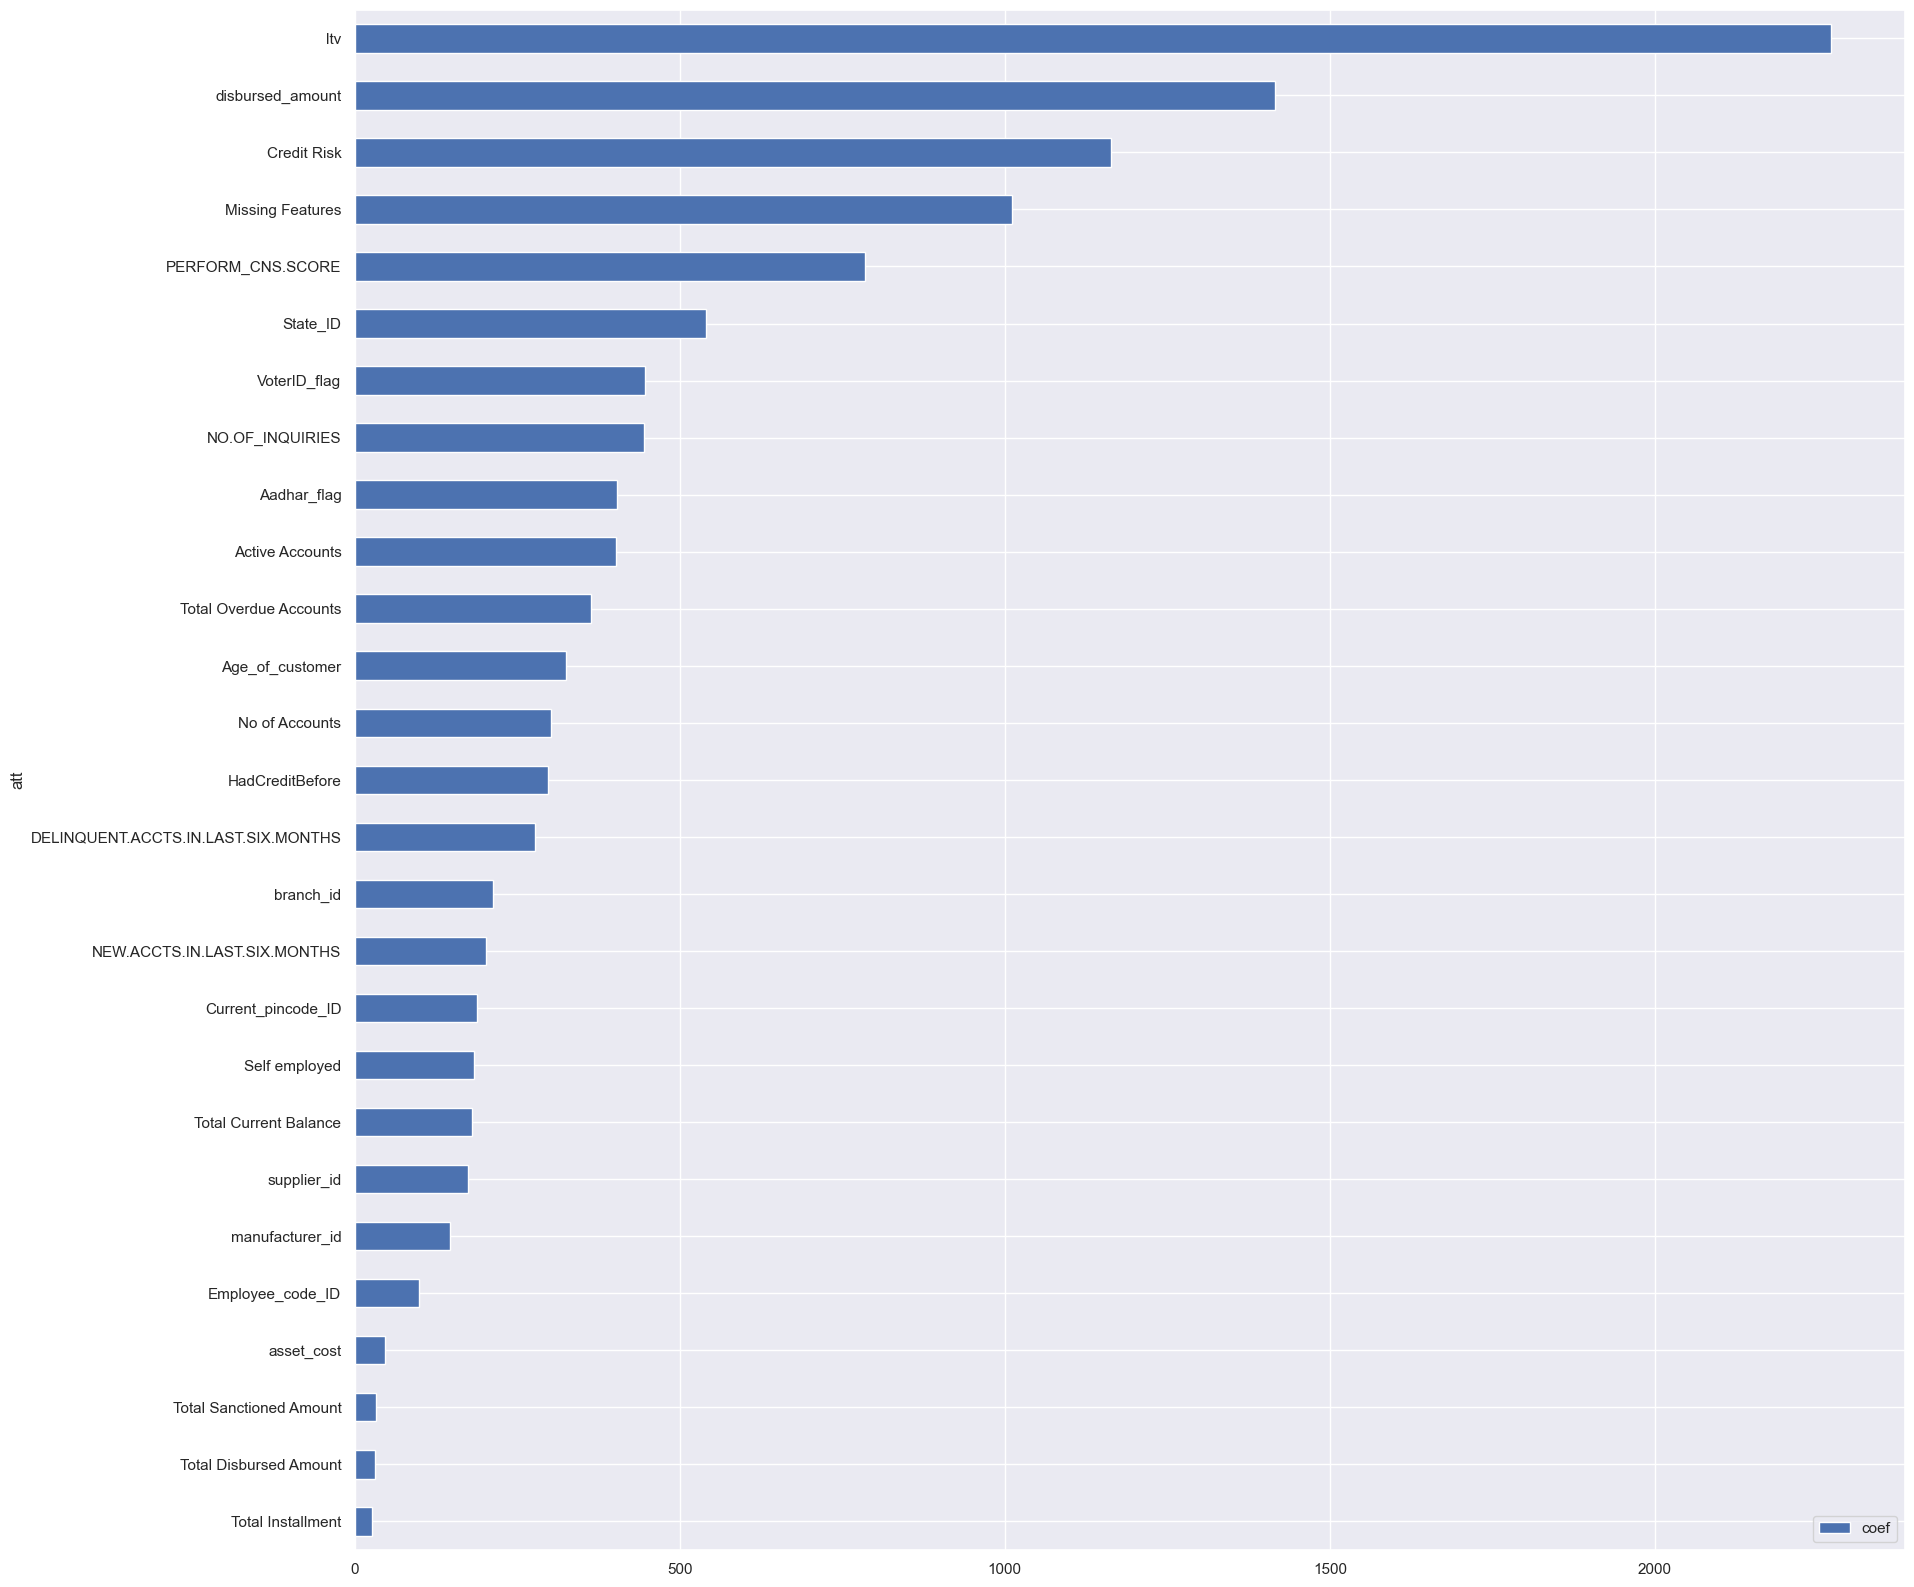 ltv
disbursed_amount
Credit Risk
Missing Features
PERFORM_CNS.SCORE
State_ID
VoterID_flag
NO.OF_INQUIRIES
Aadhar_flag
Active Accounts
Total Overdue Accounts
Age_of_customer
No of Accounts
HadCreditBefore
att
DELINQUENT.ACCTS.IN.LAST.SIX.MONTHS
branch_id
NEW.ACCTS.IN.LAST.SIX.MONTHS
Current_pincode_ID
Self employed
Total Current Balance
supplier_id
manufacturer_id
Employee_code_ID
asset_cost
Total Sanctioned Amount
Total Disbursed Amount
Total Installment
coef
0 500 1000 1500 2000